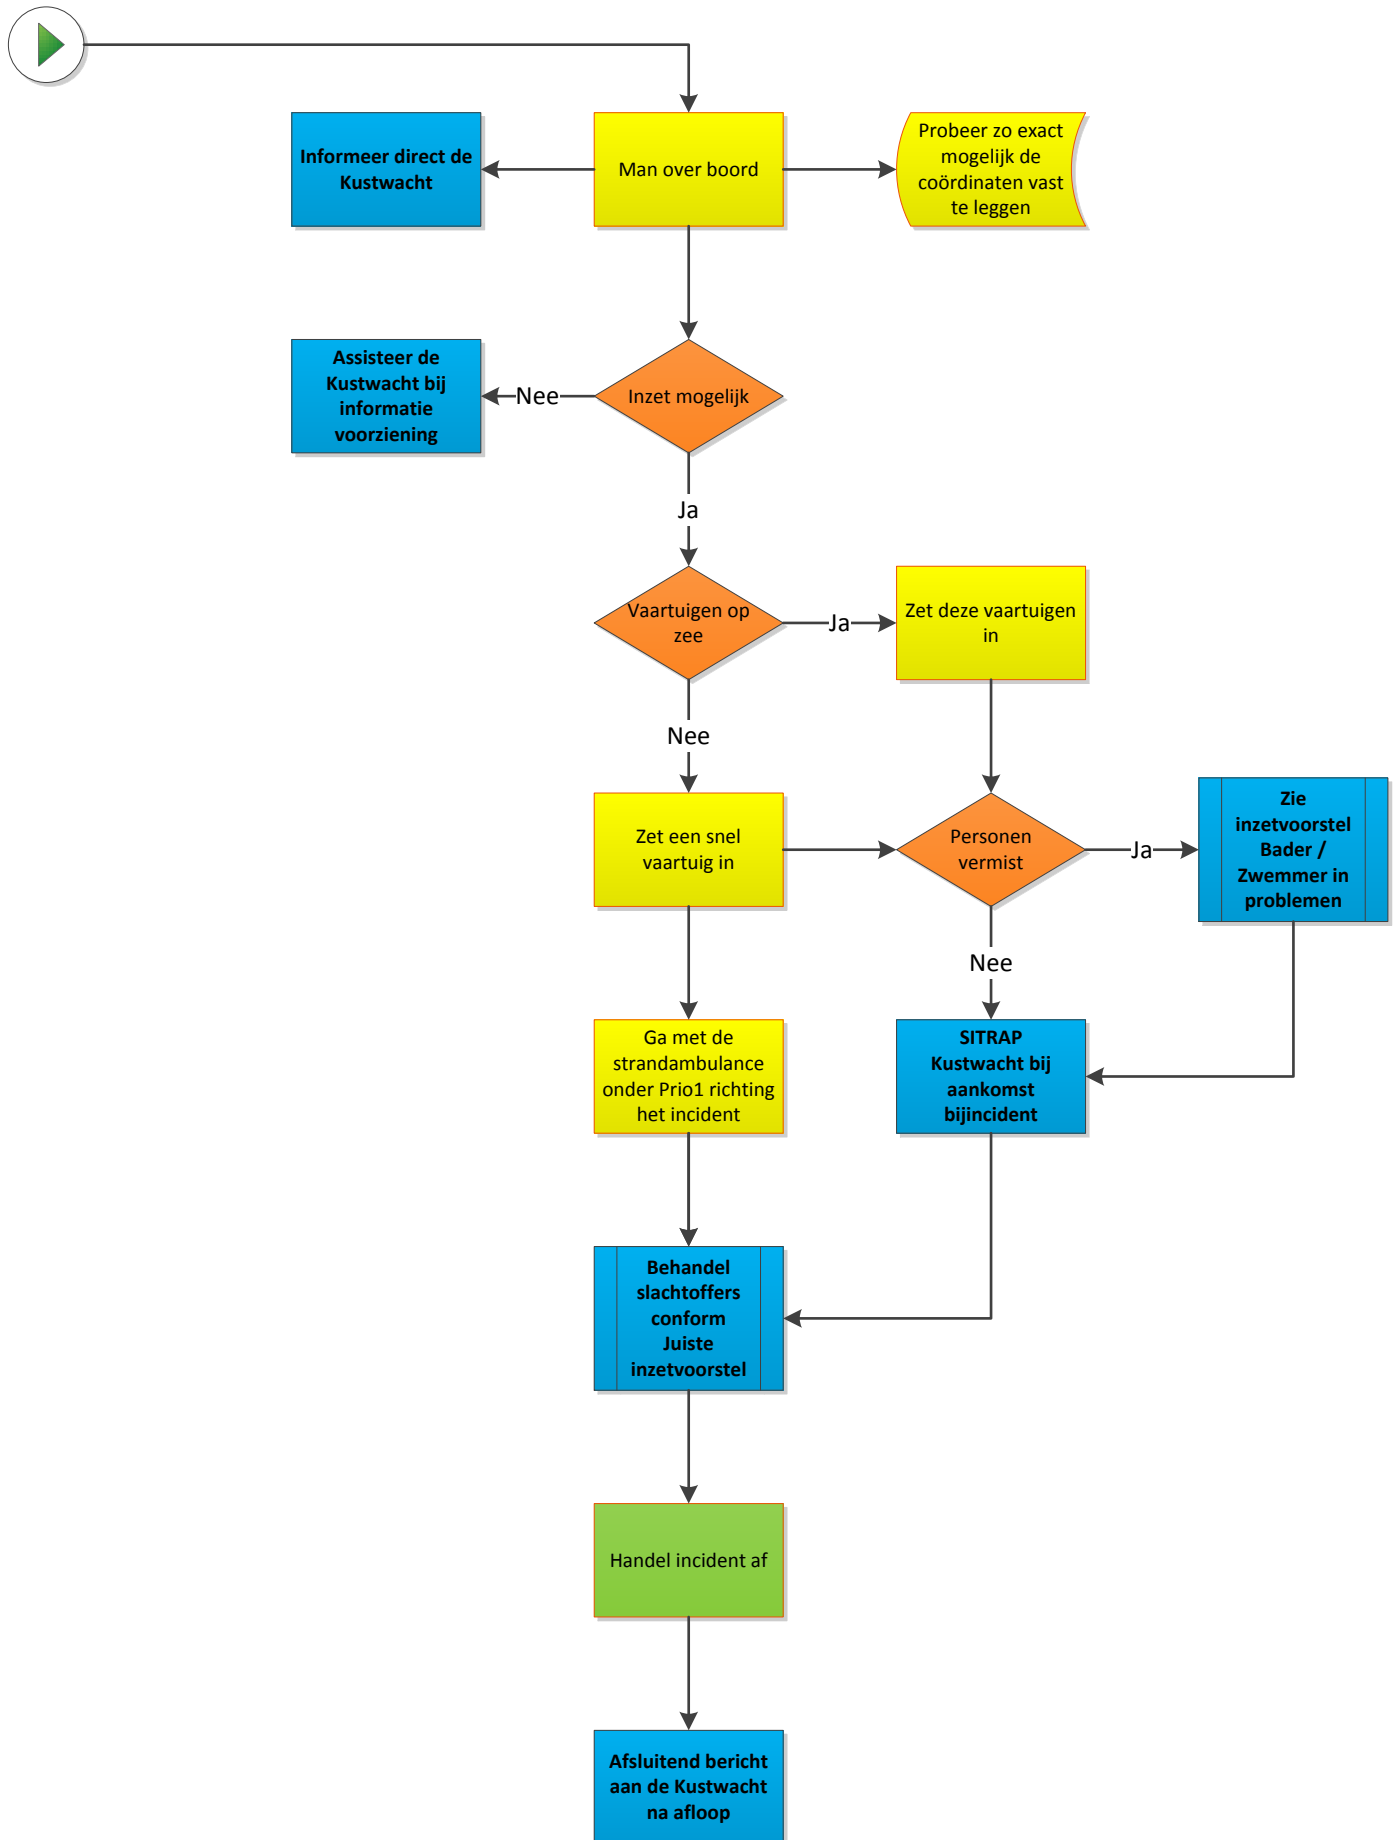 Informeer direct de
Kustwacht
Man over boord
Probeer zo exact
mogelijk de
coördinaten vast
te leggen
Assisteer de
Kustwacht bij
informatie
voorziening
Nee
Inzet mogelijk
Ja
Vaartuigen op
zee
Ja
Zet deze vaartuigen
in
Nee
Zet een snel
vaartuig in
Personen
vermist
Ja
Zie
inzetvoorstel
Bader /
Zwemmer in
problemen
Nee
Ga met de
strandambulance
onder Prio1 richting
het incident
SITRAP
Kustwacht bij
aankomst
bijincident
Behandel
slachtoffers
conform
Juiste
inzetvoorstel
Handel incident af
Afsluitend bericht
aan de Kustwacht
na afloop